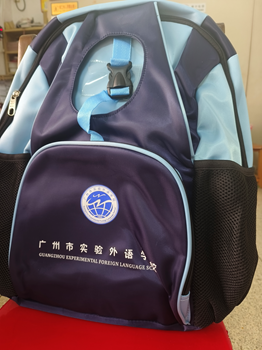 广州市实验外语
GUANGZHOU EXPERIMENTAL FOREIGN LANGUAGE